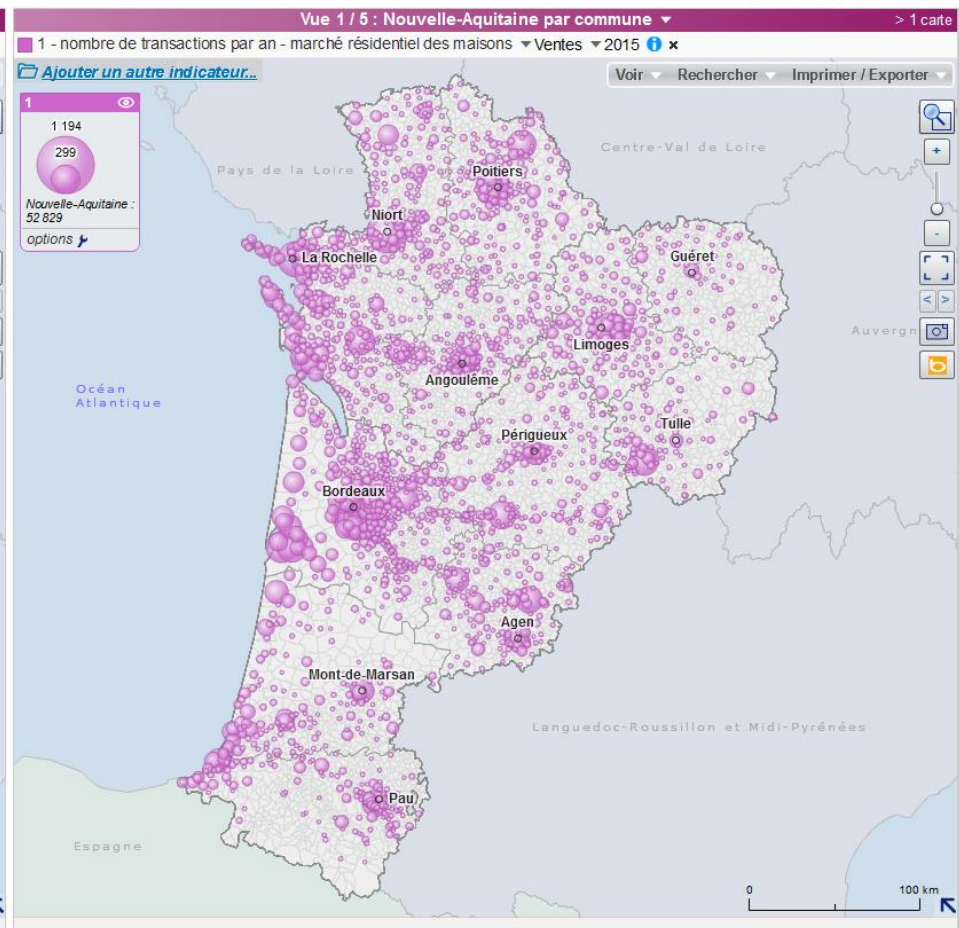 Vue 1 / 5 : Nouvelle-Aquitaine par commune
> 1 carte
1 - nombre de transactions par an - marché résidentiel des maisons Ventes 2015 i x
Ajouter un autre indicateur...
Voir Rechercher Imprimer / Exporter
1
1 194
299
Nouvelle-Aquitaine :
52 829
options
+
-
< >
Pays de la Loire
Centre-Val de Loire
Poitiers
Niort
La Rochelle
Guéret
Limoges
Auvergn
Angoulême
Océan
Atlantique
Tulle
Périgueux
Bordeaux
Agen
Mont-de-Marsan
Languedoc-Roussillon et Midi-Pyrénées
Pau
Espagne
0 100 km